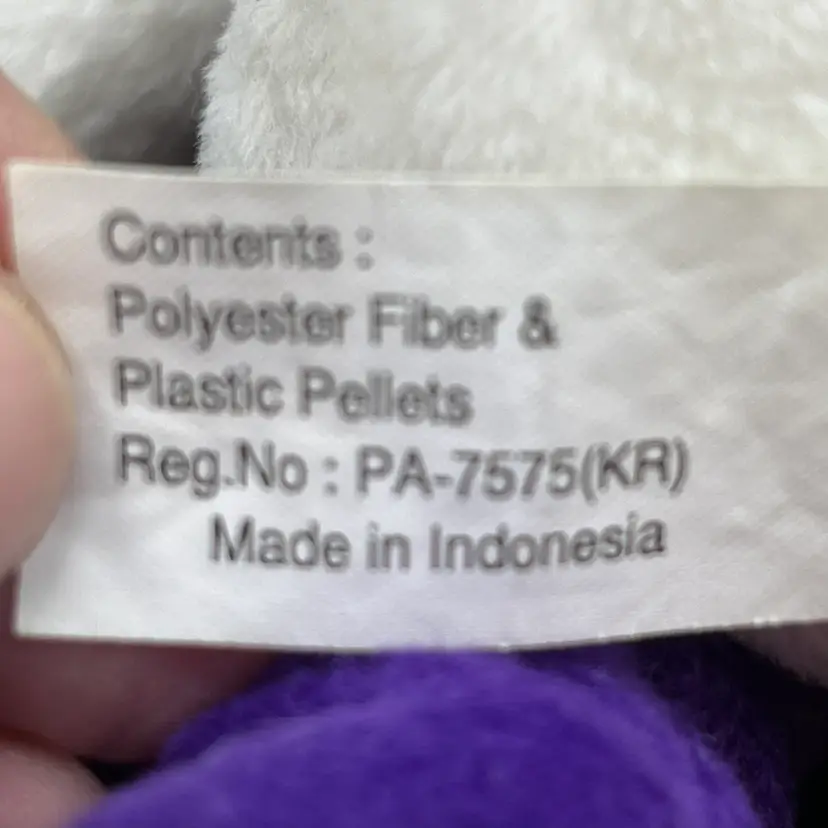 Contents :
Polyester Fiber &
Plastic Pellets
Reg.No : PA-7575(KR)
Made in Indonesia